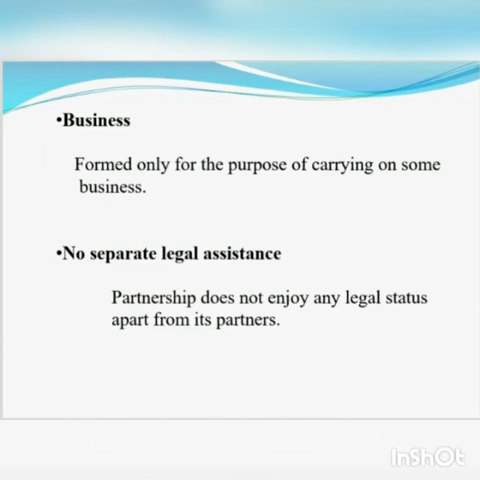 •Business
Formed only for the purpose of carrying on some
business.
•No separate legal assistance
Partnership does not enjoy any legal status
apart from its partners.
InShOt